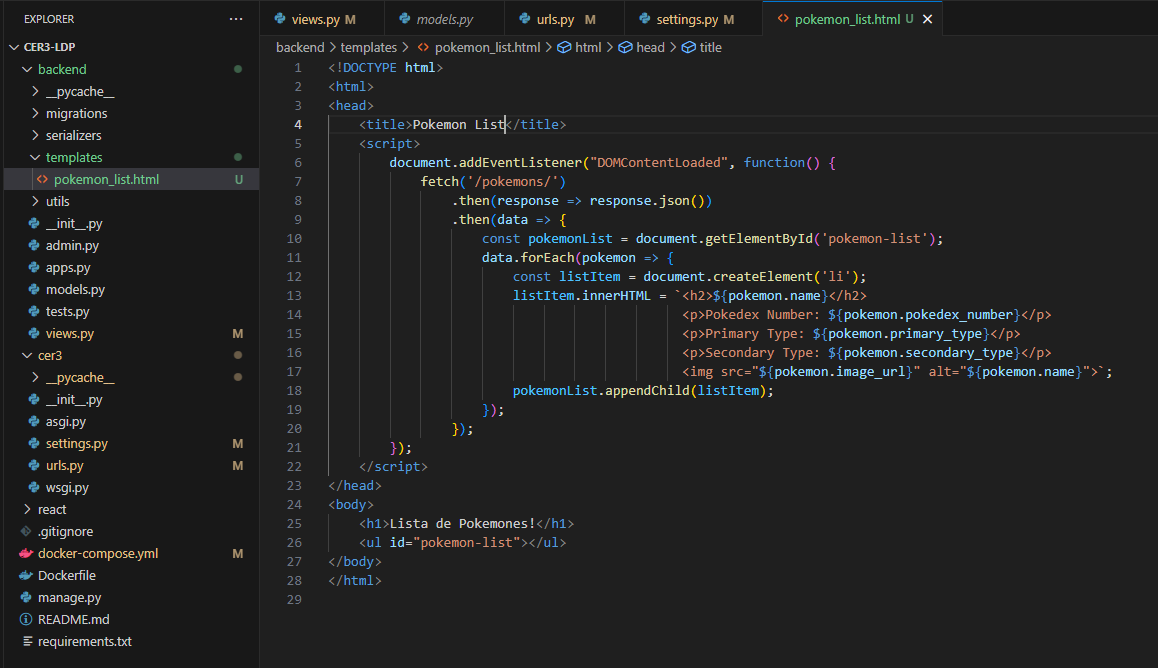 EXPLORER
CER3-LDP
backend
__pycache__
migrations
serializers
templates
pokemon_list.html U
utils
__init__.py
admin.py
apps.py
models.py
tests.py
views.py M
cer3
__pycache__
__init__.py
asgi.py
settings.py M
urls.py M
wsgi.py
react
.gitignore
docker-compose.yml M
Dockerfile
manage.py
README.md
requirements.txt
views.py M models.py urls.py M settings.py M pokemon_list.html U
backend > templates > pokemon_list.html > html > head > title
1 <!DOCTYPE html>
2 <html>
3 <head>
4 <title>Pokemon List</title>
5 <script>
6 document.addEventListener("DOMContentLoaded", function() {
7 fetch('/pokemons/')
8 .then(response => response.json())
9 .then(data => {
10 const pokemonList = document.getElementById('pokemon-list');
11 data.forEach(pokemon => {
12 const listItem = document.createElement('li');
13 listItem.innerHTML = `<h2>${pokemon.name}</h2>
14 <p>Pokedex Number: ${pokemon.pokedex_number}</p>
15 <p>Primary Type: ${pokemon.primary_type}</p>
16 <p>Secondary Type: ${pokemon.secondary_type}</p>
17 <img src="${pokemon.image_url}" alt="${pokemon.name}">`;
18 pokemonList.appendChild(listItem);
19 });
20 });
21 });
22 </script>
23 </head>
24 <body>
25 <h1>Lista de Pokemones!</h1>
26 <ul id="pokemon-list"></ul>
27 </body>
28 </html>
29